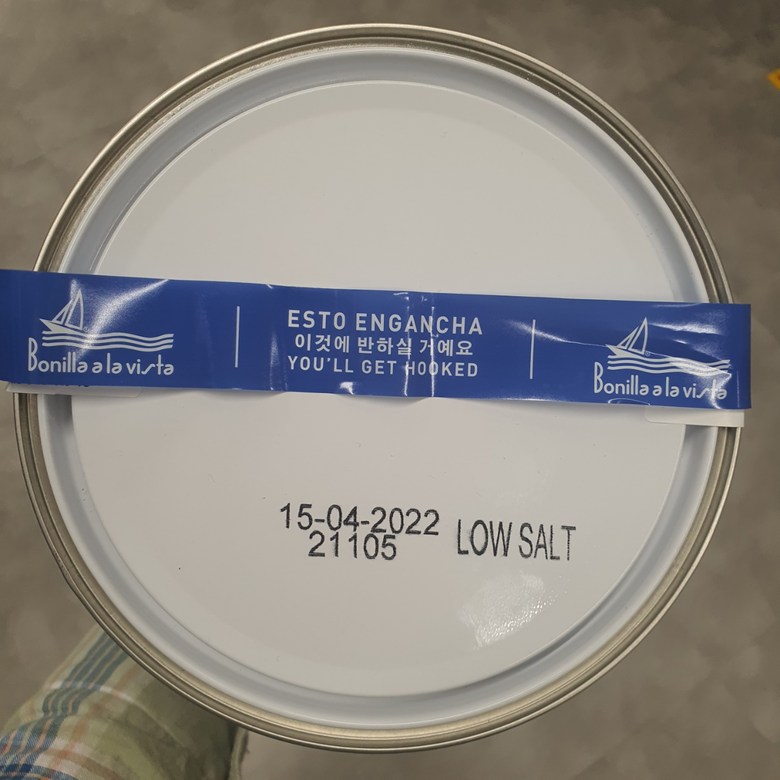 Bonilla a la vista
ESTO ENGANCHA
이것에 반하실 거예요
YOU'LL GET HOOKED
Bonilla a la vista
15-04-2022
21105
LOW SALT